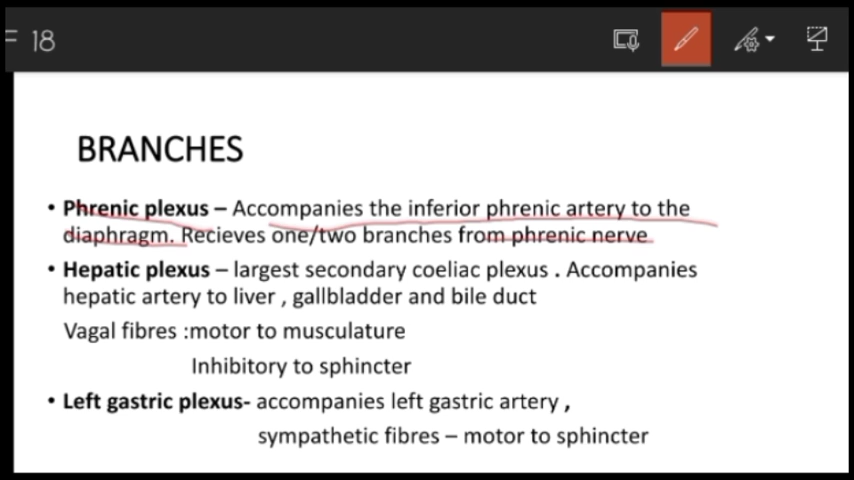 F 18
BRANCHES
• Phrenic plexus – Accompanies the inferior phrenic artery to the
diaphragm. Recieves one/two branches from phrenic nerve
• Hepatic plexus – largest secondary coeliac plexus . Accompanies
hepatic artery to liver , gallbladder and bile duct
Vagal fibres :motor to musculature
Inhibitory to sphincter
• Left gastric plexus- accompanies left gastric artery ,
sympathetic fibres – motor to sphincter